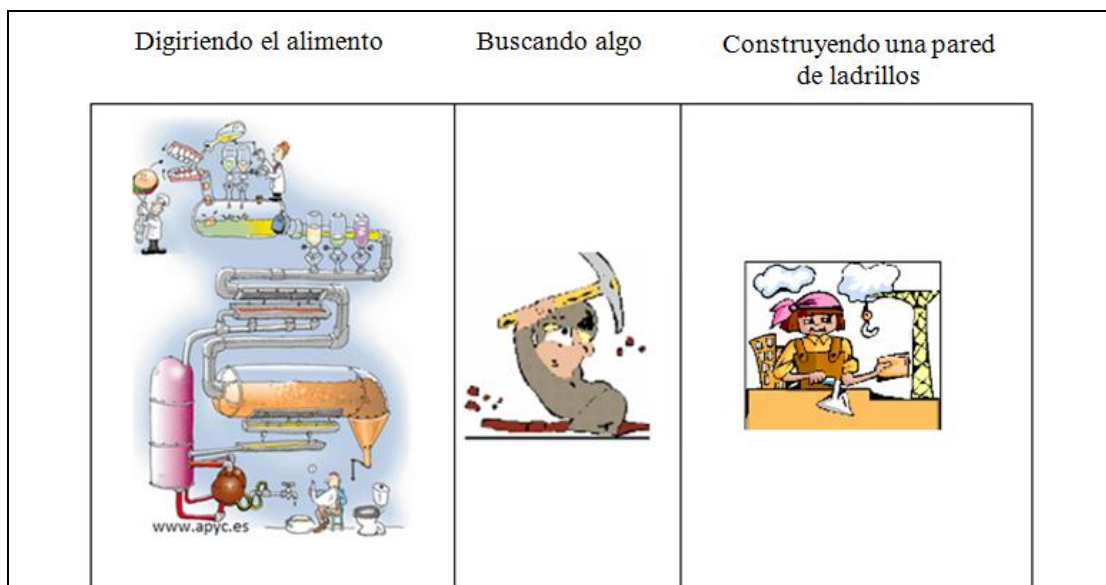 Digiriendo el alimento
Buscando algo
Construyendo una pared
de ladrillos
www.apyc.es